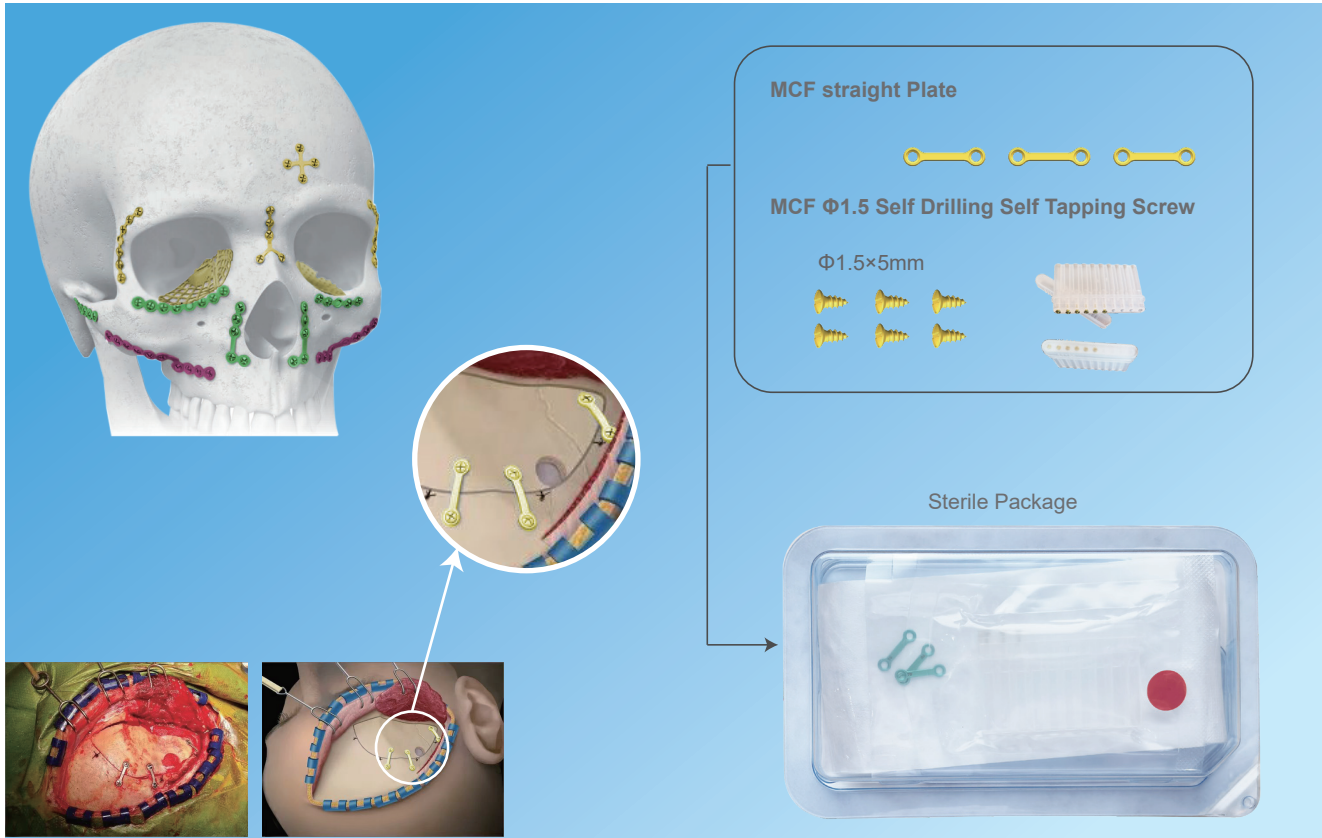 MCF straight Plate
MCF Φ1.5 Self Drilling Self Tapping Screw
Φ1.5×5mm
Sterile Package